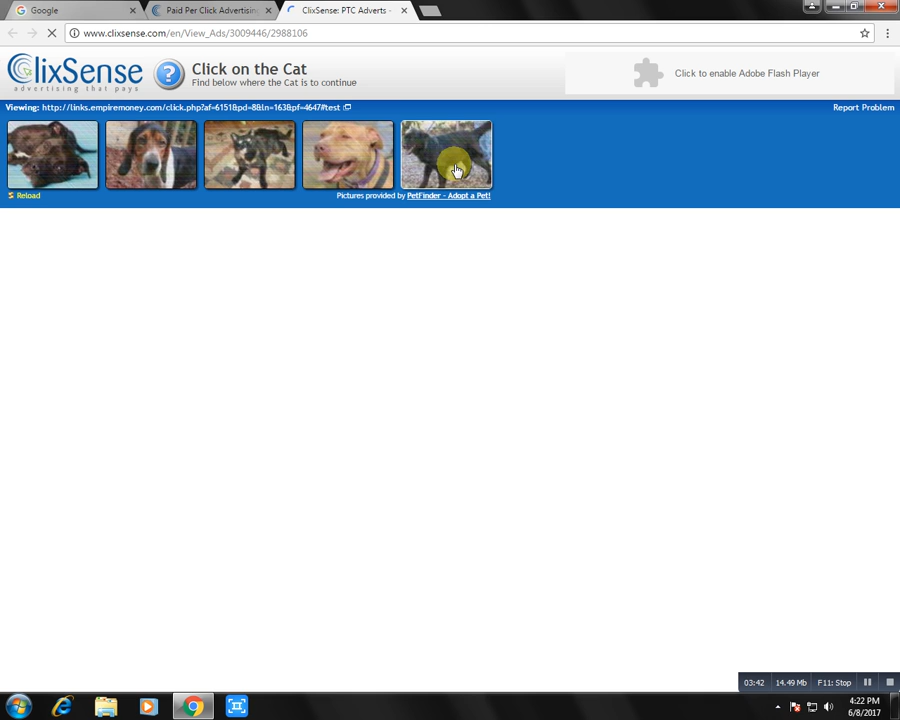 Google
Paid Per Click Advertising
ClixSense: PTC Adverts -
www.clixsense.com/en/View_Ads/3009446/2988106
ClixSense
advertising that pays
Click on the Cat
Find below where the Cat is to continue
Click to enable Adobe Flash Player
Viewing: http://links.empiremoney.com/click.php?af=6151&pd=8&ln=163&pf=4647#test
Report Problem
Reload
Pictures provided by PetFinder - Adopt a Pet!
03:42 14.49 Mb F11: Stop
4:22 PM
6/8/2017